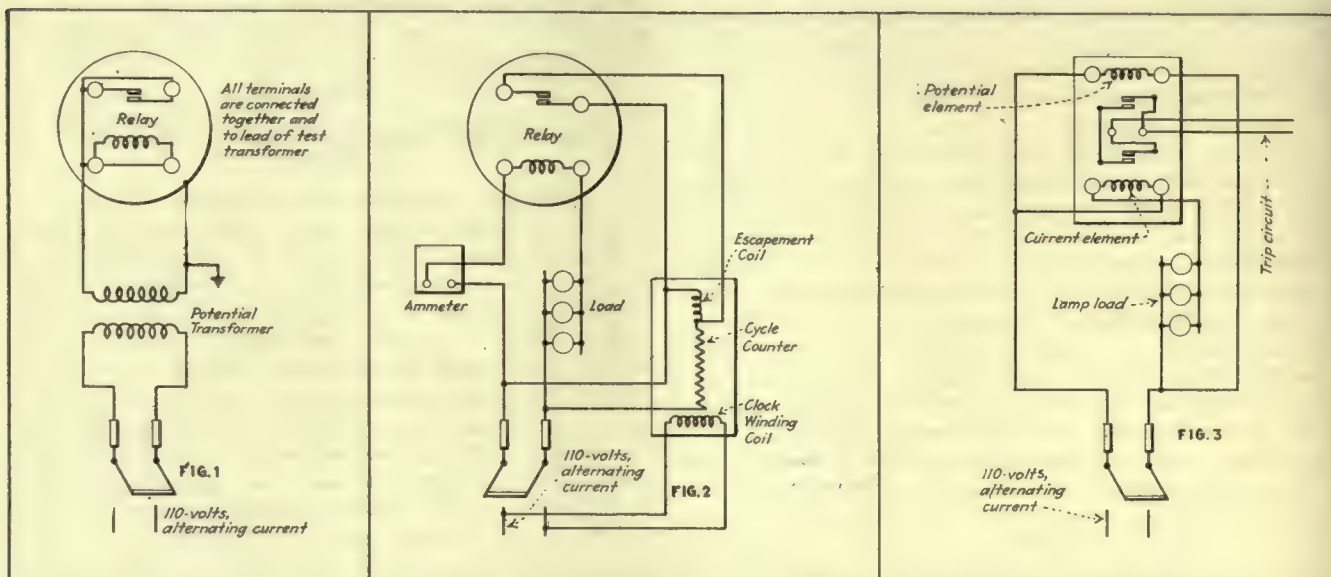 All terminals
are connected
together and
to lead of test
transformer
Relay
Potential
Transformer
FIG.1
110-volts,
alternating current
Relay
Ammeter
Load
Escapement
Coil
Cycle
Counter
Clock
Winding
Coil
110-volts,
alternating
current
FIG.2
Potential
element
Current element
Trip circuit
Lamp load
FIG.3
110-volts,
alternating
current